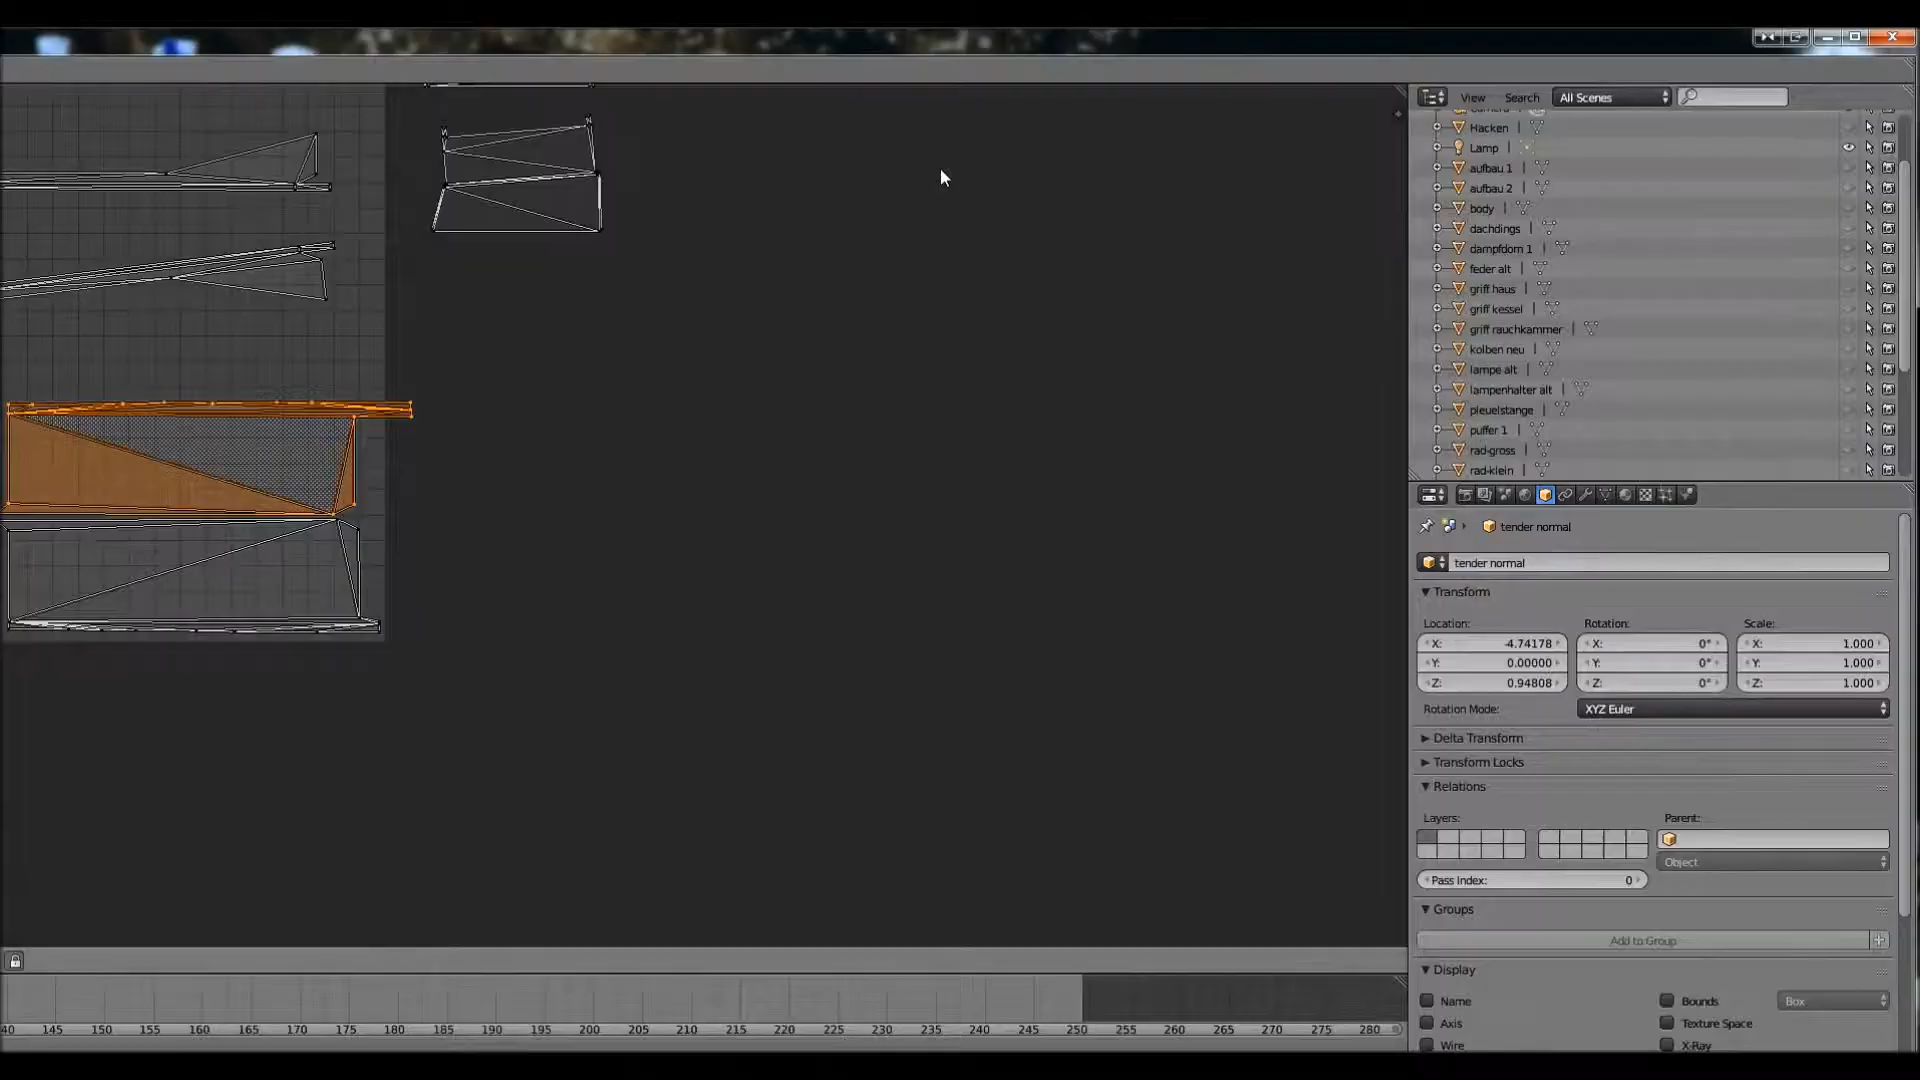 View Search All Scenes
Hacken
Lamp
aufbau 1
aufbau 2
body
dachdings
dampfdom 1
feder alt
griff haus
griff kessel
griff rauchkammer
kolben neu
lampe alt
lampenhalter alt
pleuelstange
puffer 1
rad-gross
rad-klein
tender normal
tender normal
Transform
Location: Rotation: Scale:
X: -4.74178 X: 0° X: 1.000
Y: 0.00000 Y: 0° Y: 1.000
Z: 0.94808 Z: 0° Z: 1.000
Rotation Mode: XYZ Euler
Delta Transform
Transform Locks
Relations
Layers: Parent:
Object
Pass Index: 0
Groups
Add to Group
Display
Name Bounds Box
Axis Texture Space
Wire X-Ray
40 145 150 155 160 165 170 175 180 185 190 195 200 205 210 215 220 225 230 235 240 245 250 255 260 265 270 275 280